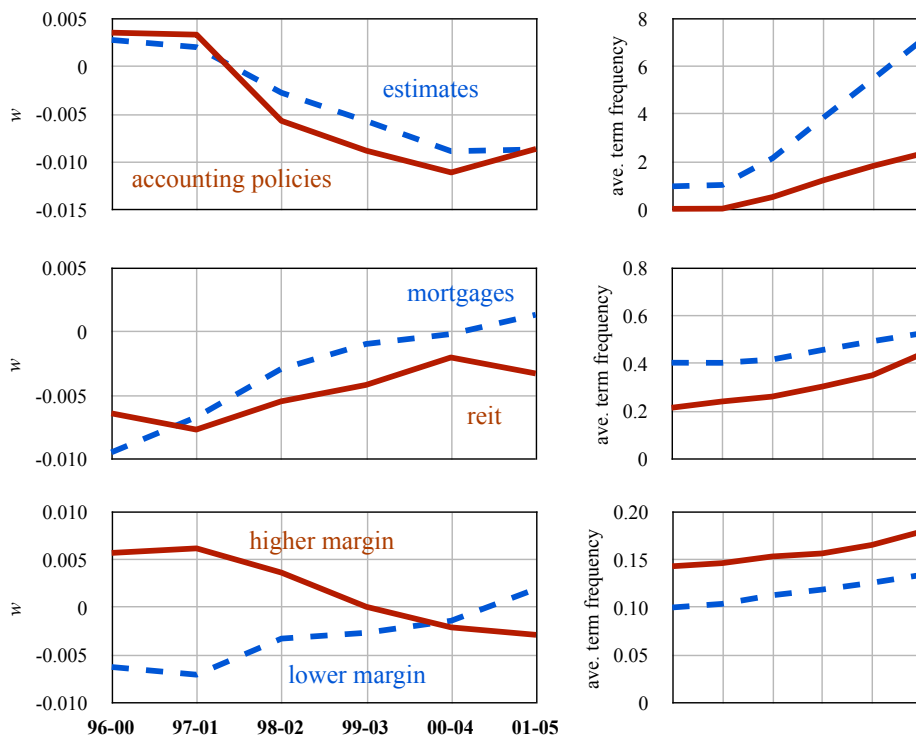 0.005
0
-0.005
-0.010
-0.015
w
estimates
accounting policies
8
6
4
2
0
ave. term frequency
0.005
0
-0.005
-0.010
w
mortgages
reit
0.8
0.6
0.4
0.2
0
ave. term frequency
0.010
0.005
0
-0.005
-0.010
w
higher margin
lower margin
96-00 97-01 98-02 99-03 00-04 01-05
0.20
0.15
0.10
0.05
0
ave. term frequency